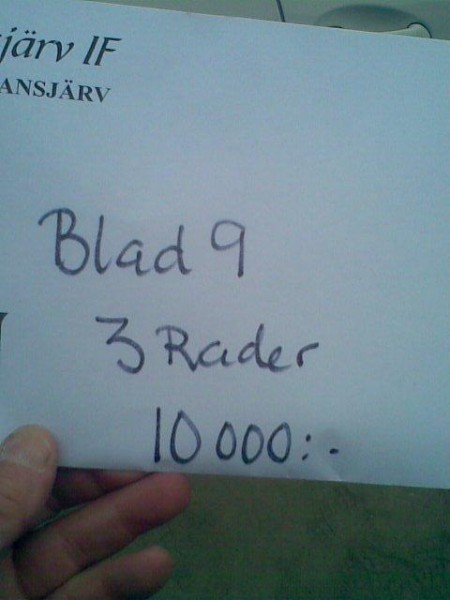 järv IF
ANSJÄRV
Blad 9
3 Rader
10 000:-